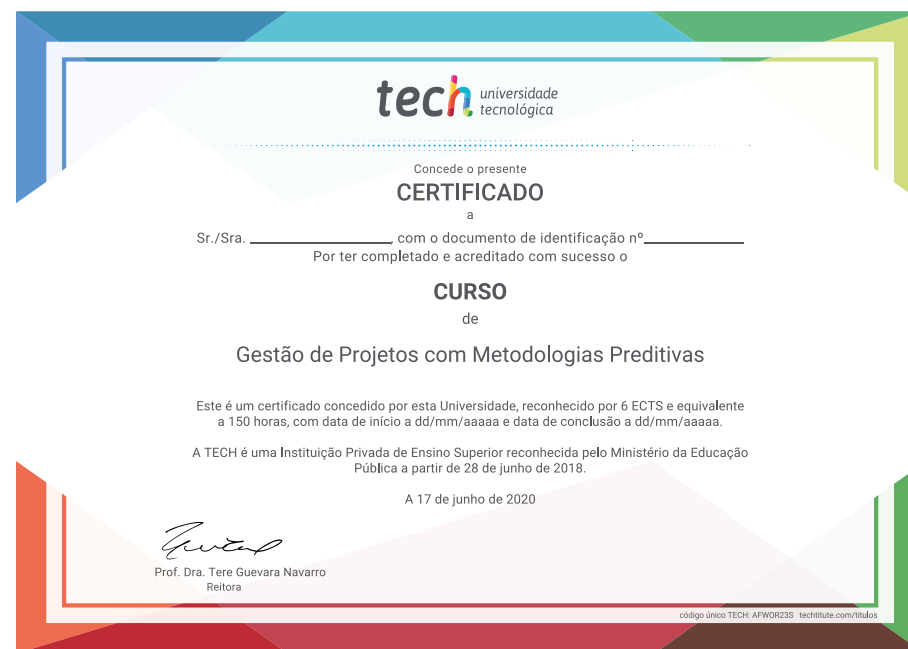 tech universidade
tecnológica
Concede o presente
CERTIFICADO
a
Sr./Sra. ________________, com o documento de identificação nº____________
Por ter completado e acreditado com sucesso o
CURSO
de
Gestão de Projetos com Metodologias Preditivas
Este é um certificado concedido por esta Universidade, reconhecido por 6 ECTS e equivalente
a 150 horas, com data de início a dd/mm/aaaaa e data de conclusão a dd/mm/aaaaa.
A TECH é uma Instituição Privada de Ensino Superior reconhecida pelo Ministério da Educação
Pública a partir de 28 de junho de 2018.
A 17 de junho de 2020
Prof. Dra. Tere Guevara Navarro
Reitora
código único TECH: AFWOR23S techtitute.com/titulos